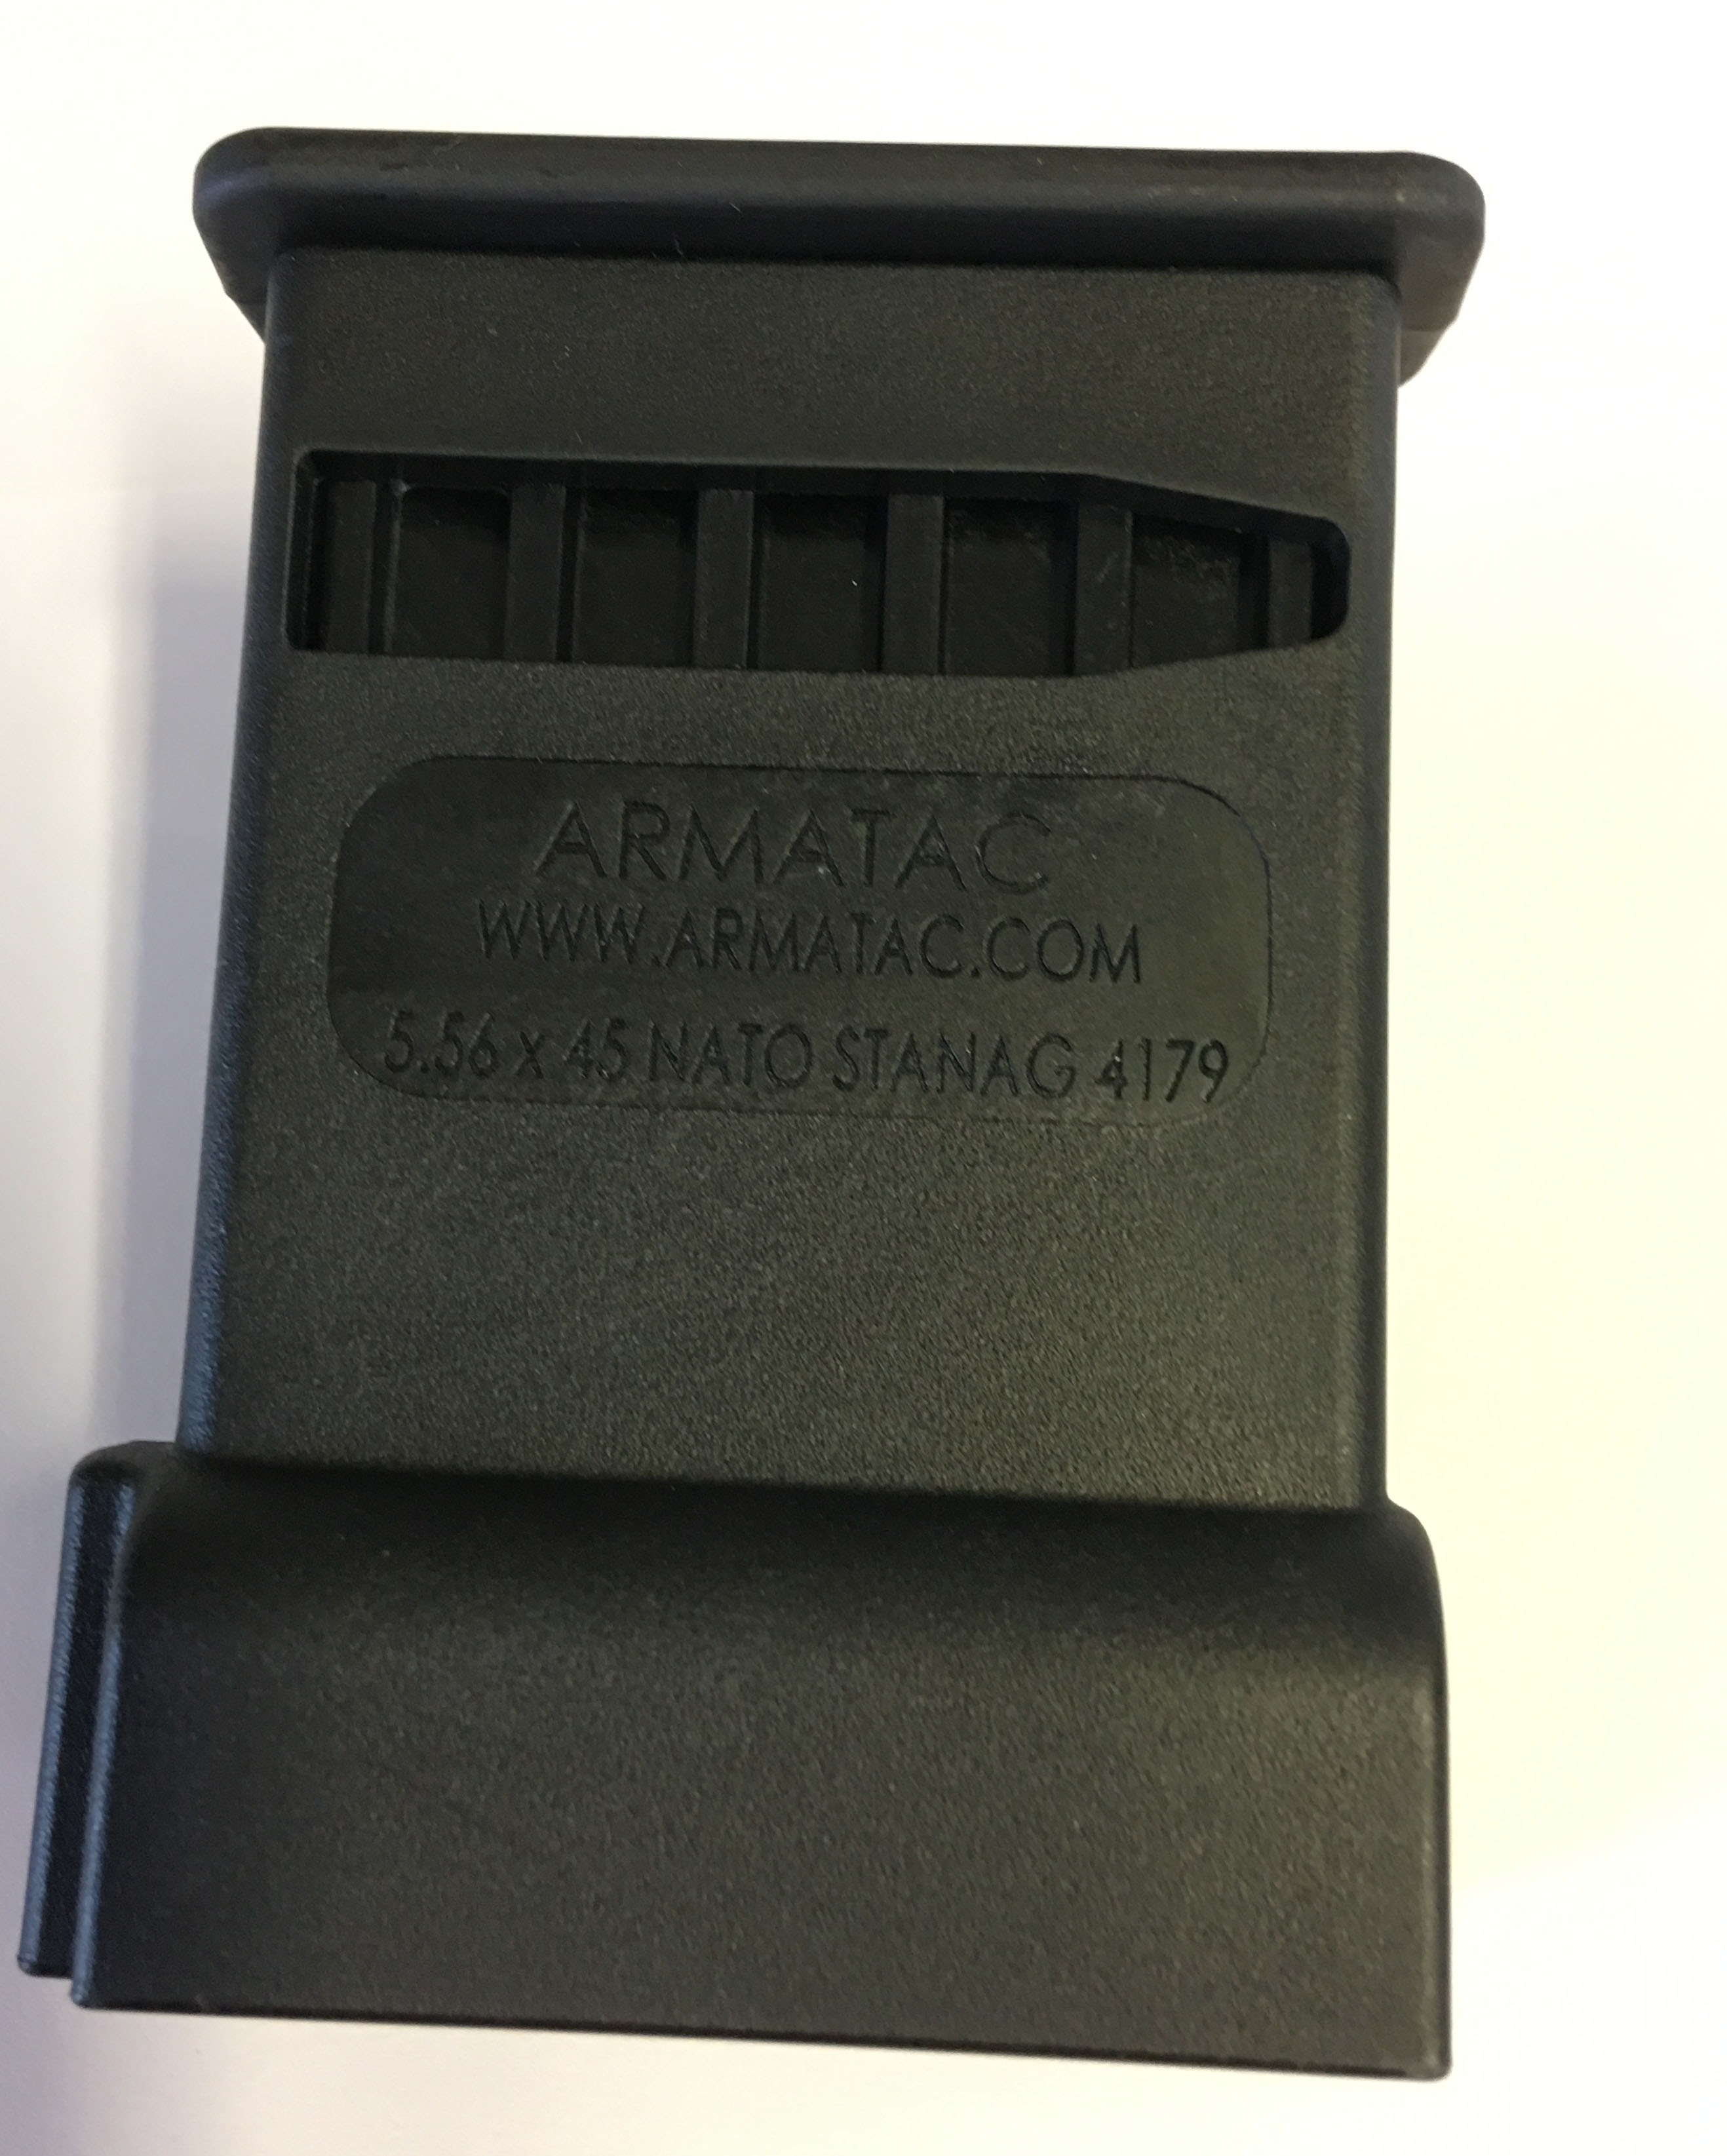 ARMATAC
WWW.ARMATAC.COM
5.56 x 45 NATO STANAG 4179